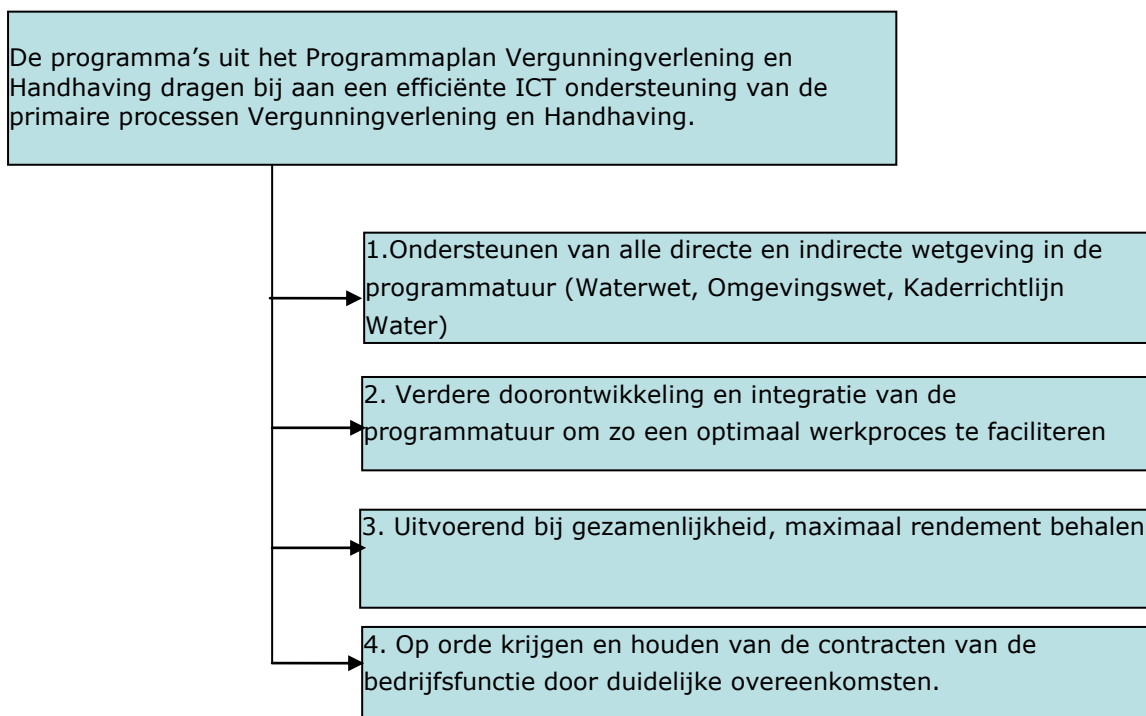 De programma’s uit het Programmaplan Vergunningverlening en
Handhaving dragen bij aan een efficiënte ICT ondersteuning van de
primaire processen Vergunningverlening en Handhaving.
1.Ondersteunen van alle directe en indirecte wetgeving in de
programmatuur (Waterwet, Omgevingswet, Kaderrichtlijn
Water)
2. Verdere doorontwikkeling en integratie van de
programmatuur om zo een optimaal werkproces te faciliteren
3. Uitvoerend bij gezamenlijkheid, maximaal rendement behalen
4. Op orde krijgen en houden van de contracten van de
bedrijfsfunctie door duidelijke overeenkomsten.